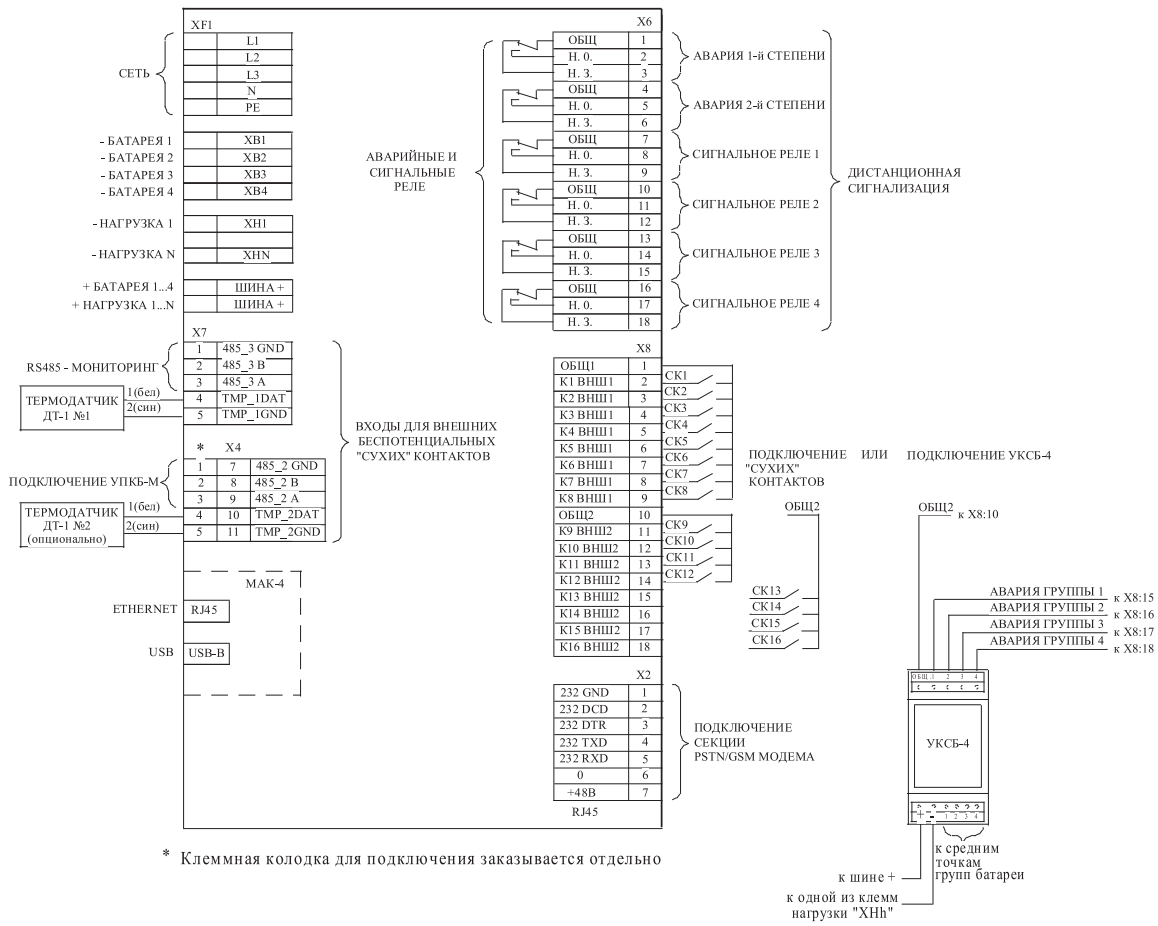 XF1
СЕТЬ
L1
L2
L3
N
PE
- БАТАРЕЯ 1 XB1
- БАТАРЕЯ 2 XB2
- БАТАРЕЯ 3 XB3
- БАТАРЕЯ 4 XB4
- НАГРУЗКА 1 XH1
- НАГРУЗКА N XHN
+ БАТАРЕЯ 1...4 ШИНА +
+ НАГРУЗКА 1...N ШИНА +
X7
RS485 - МОНИТОРИНГ
1 485_3 GND
2 485_3 B
3 485_3 A
4 TMP_1DAT
5 TMP_1GND
ТЕРМОДАТЧИК
ДТ-1 №1
1(бел)
2(син)
* X4
ПОДКЛЮЧЕНИЕ УПКБ-М
1 7 485_2 GND
2 8 485_2 B
3 9 485_2 A
4 10 TMP_2DAT
5 11 TMP_2GND
ТЕРМОДАТЧИК
ДТ-1 №2
(опционально)
1(бел)
2(син)
ВХОДЫ ДЛЯ ВНЕШНИХ
БЕСПОТЕНЦИАЛЬНЫХ
"СУХИХ" КОНТАКТОВ
МАК-4
ETHERNET RJ45
USB USB-B
X6
АВАРИЙНЫЕ И
СИГНАЛЬНЫЕ
РЕЛЕ
ОБЩ 1
Н. О. 2
Н. З. 3
ОБЩ 4
Н. О. 5
Н. З. 6
ОБЩ 7
Н. О. 8
Н. З. 9
ОБЩ 10
Н. О. 11
Н. З. 12
ОБЩ 13
Н. О. 14
Н. З. 15
ОБЩ 16
Н. О. 17
Н. З. 18
АВАРИЯ 1-й СТЕПЕНИ
АВАРИЯ 2-й СТЕПЕНИ
СИГНАЛЬНОЕ РЕЛЕ 1
СИГНАЛЬНОЕ РЕЛЕ 2
СИГНАЛЬНОЕ РЕЛЕ 3
СИГНАЛЬНОЕ РЕЛЕ 4
ДИСТАНЦИОННАЯ
СИГНАЛИЗАЦИЯ
X8
ОБЩ1 1
К1 ВНШ1 2 СК1
К2 ВНШ1 3 СК2
К3 ВНШ1 4 СК3
К4 ВНШ1 5 СК4
К5 ВНШ1 6 СК5
К6 ВНШ1 7 СК6
К7 ВНШ1 8 СК7
К8 ВНШ1 9 СК8
ОБЩ2 10
К9 ВНШ2 11 СК9
К10 ВНШ2 12 СК10
К11 ВНШ2 13 СК11
К12 ВНШ2 14 СК12
К13 ВНШ2 15
К14 ВНШ2 16
К15 ВНШ2 17
К16 ВНШ2 18
ПОДКЛЮЧЕНИЕ ИЛИ ПОДКЛЮЧЕНИЕ УКСБ-4
"СУХИХ"
КОНТАКТОВ
ОБЩ2
СК13
СК14
СК15
СК16
ОБЩ2 к X8:10
АВАРИЯ ГРУППЫ 1 к X8:15
АВАРИЯ ГРУППЫ 2 к X8:16
АВАРИЯ ГРУППЫ 3 к X8:17
АВАРИЯ ГРУППЫ 4 к X8:18
ОБЩ 1 2 3 4
УКСБ-4
+ - 1 2 3 4
к средним
точкам
групп батареи
к шине +
к одной из клемм
нагрузки "XHh"
X2
232 GND 1
232 DCD 2
232 DTR 3
232 TXD 4
232 RXD 5
0 6
+48В 7
RJ45
ПОДКЛЮЧЕНИЕ
СЕКЦИИ
PSTN/GSM МОДЕМА
* Клеммная колодка для подключения заказывается отдельно